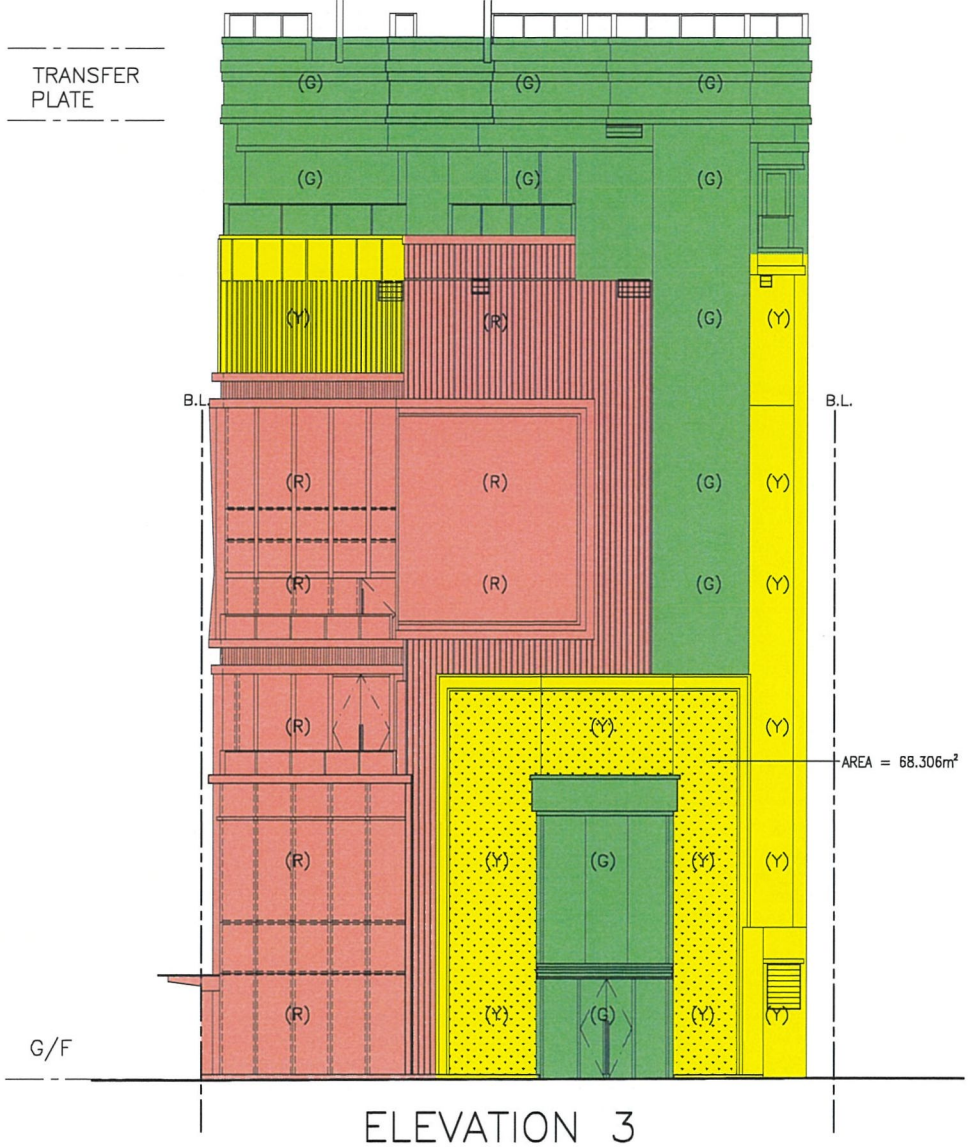 TRANSFER
PLATE
(G) (G) (G)
(G) (G) (G)
(Y) (R) (G) (Y)
B.L. B.L.
(R) (R) (G) (Y)
(R) (R) (G) (Y)
(R) (Y) (Y)
AREA = 68.306m²
(R) (Y) (G) (Y) (Y)
(R) (Y) (G) (Y) (Y)
G/F
ELEVATION 3